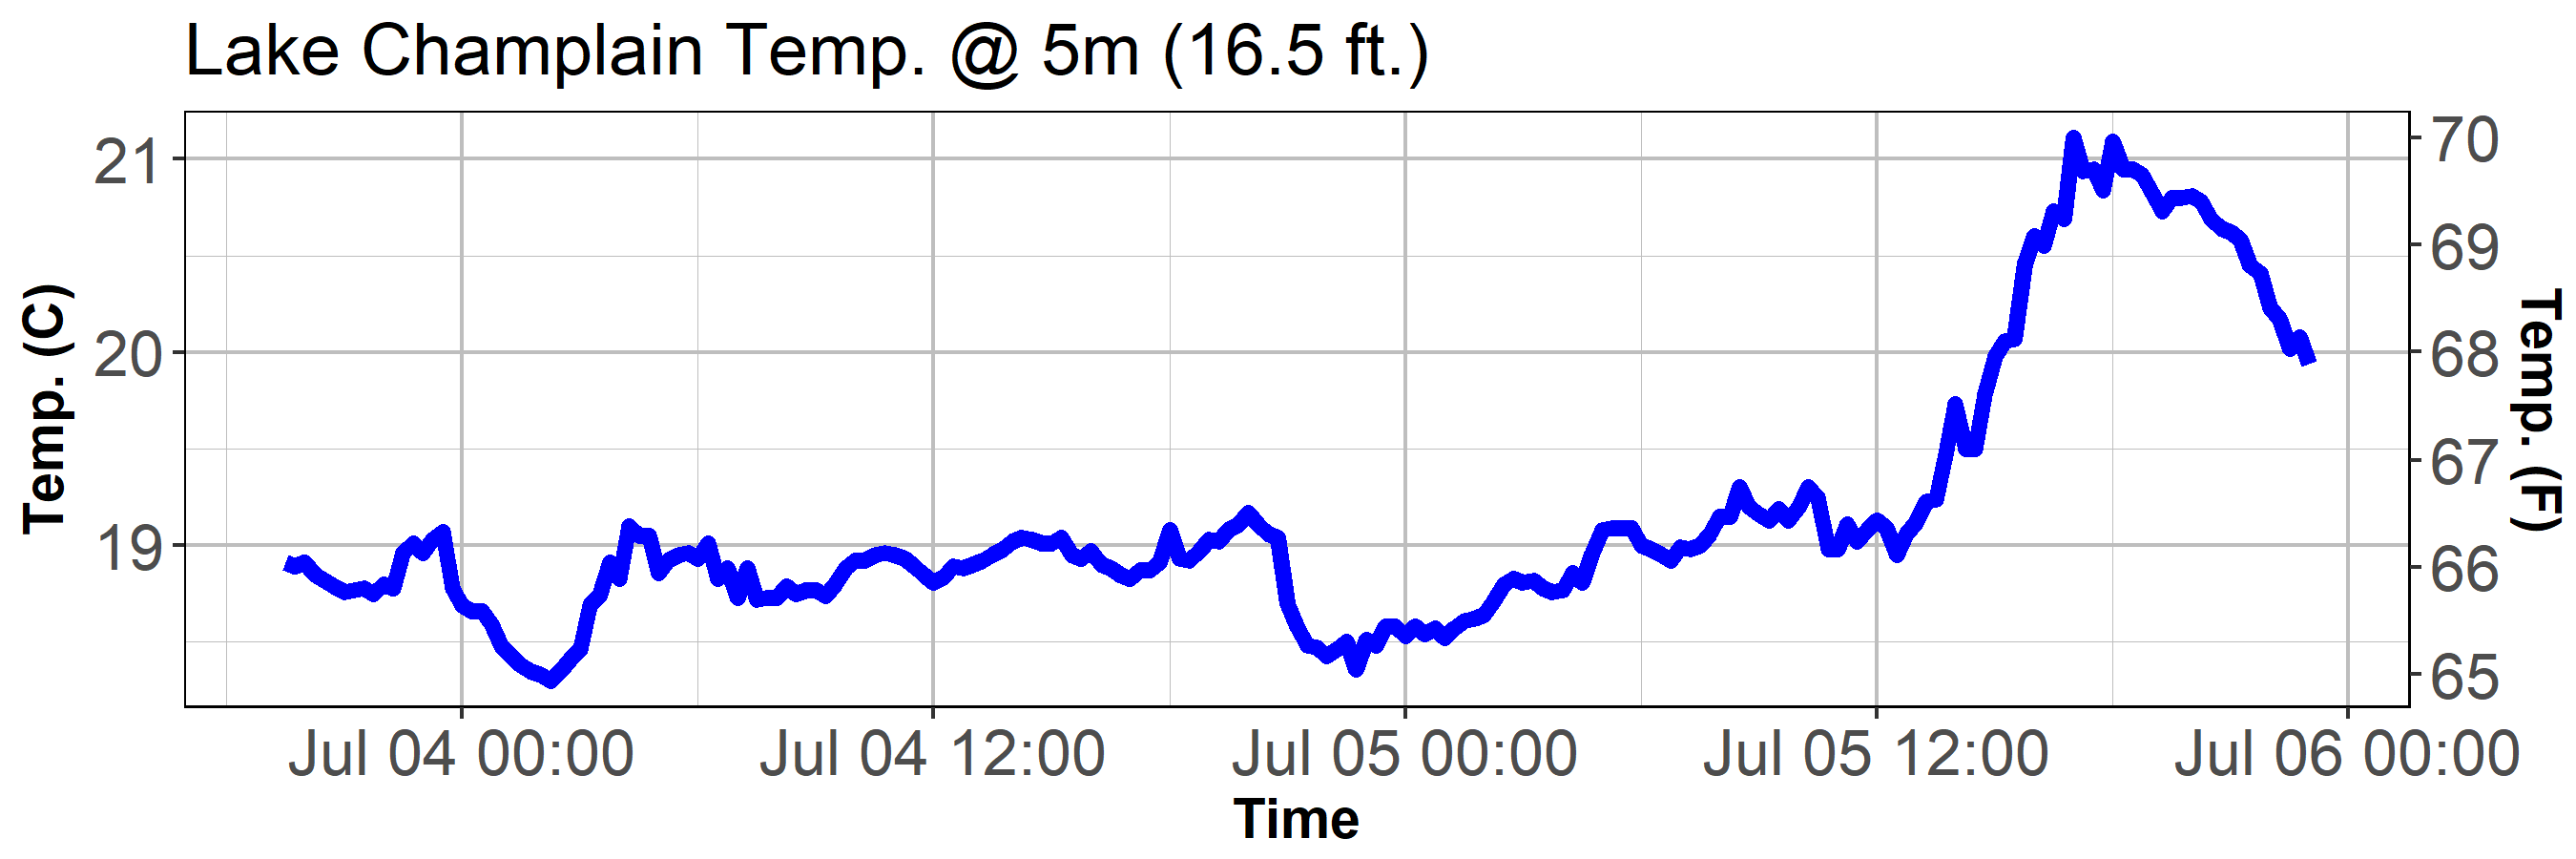 Lake Champlain Temp. @ 5m (16.5 ft.)
21
20
19
Temp. (C)
70
69
68
67
66
65
Temp. (F)
Jul 04 00:00
Jul 04 12:00
Jul 05 00:00
Jul 05 12:00
Jul 06 00:00
Time